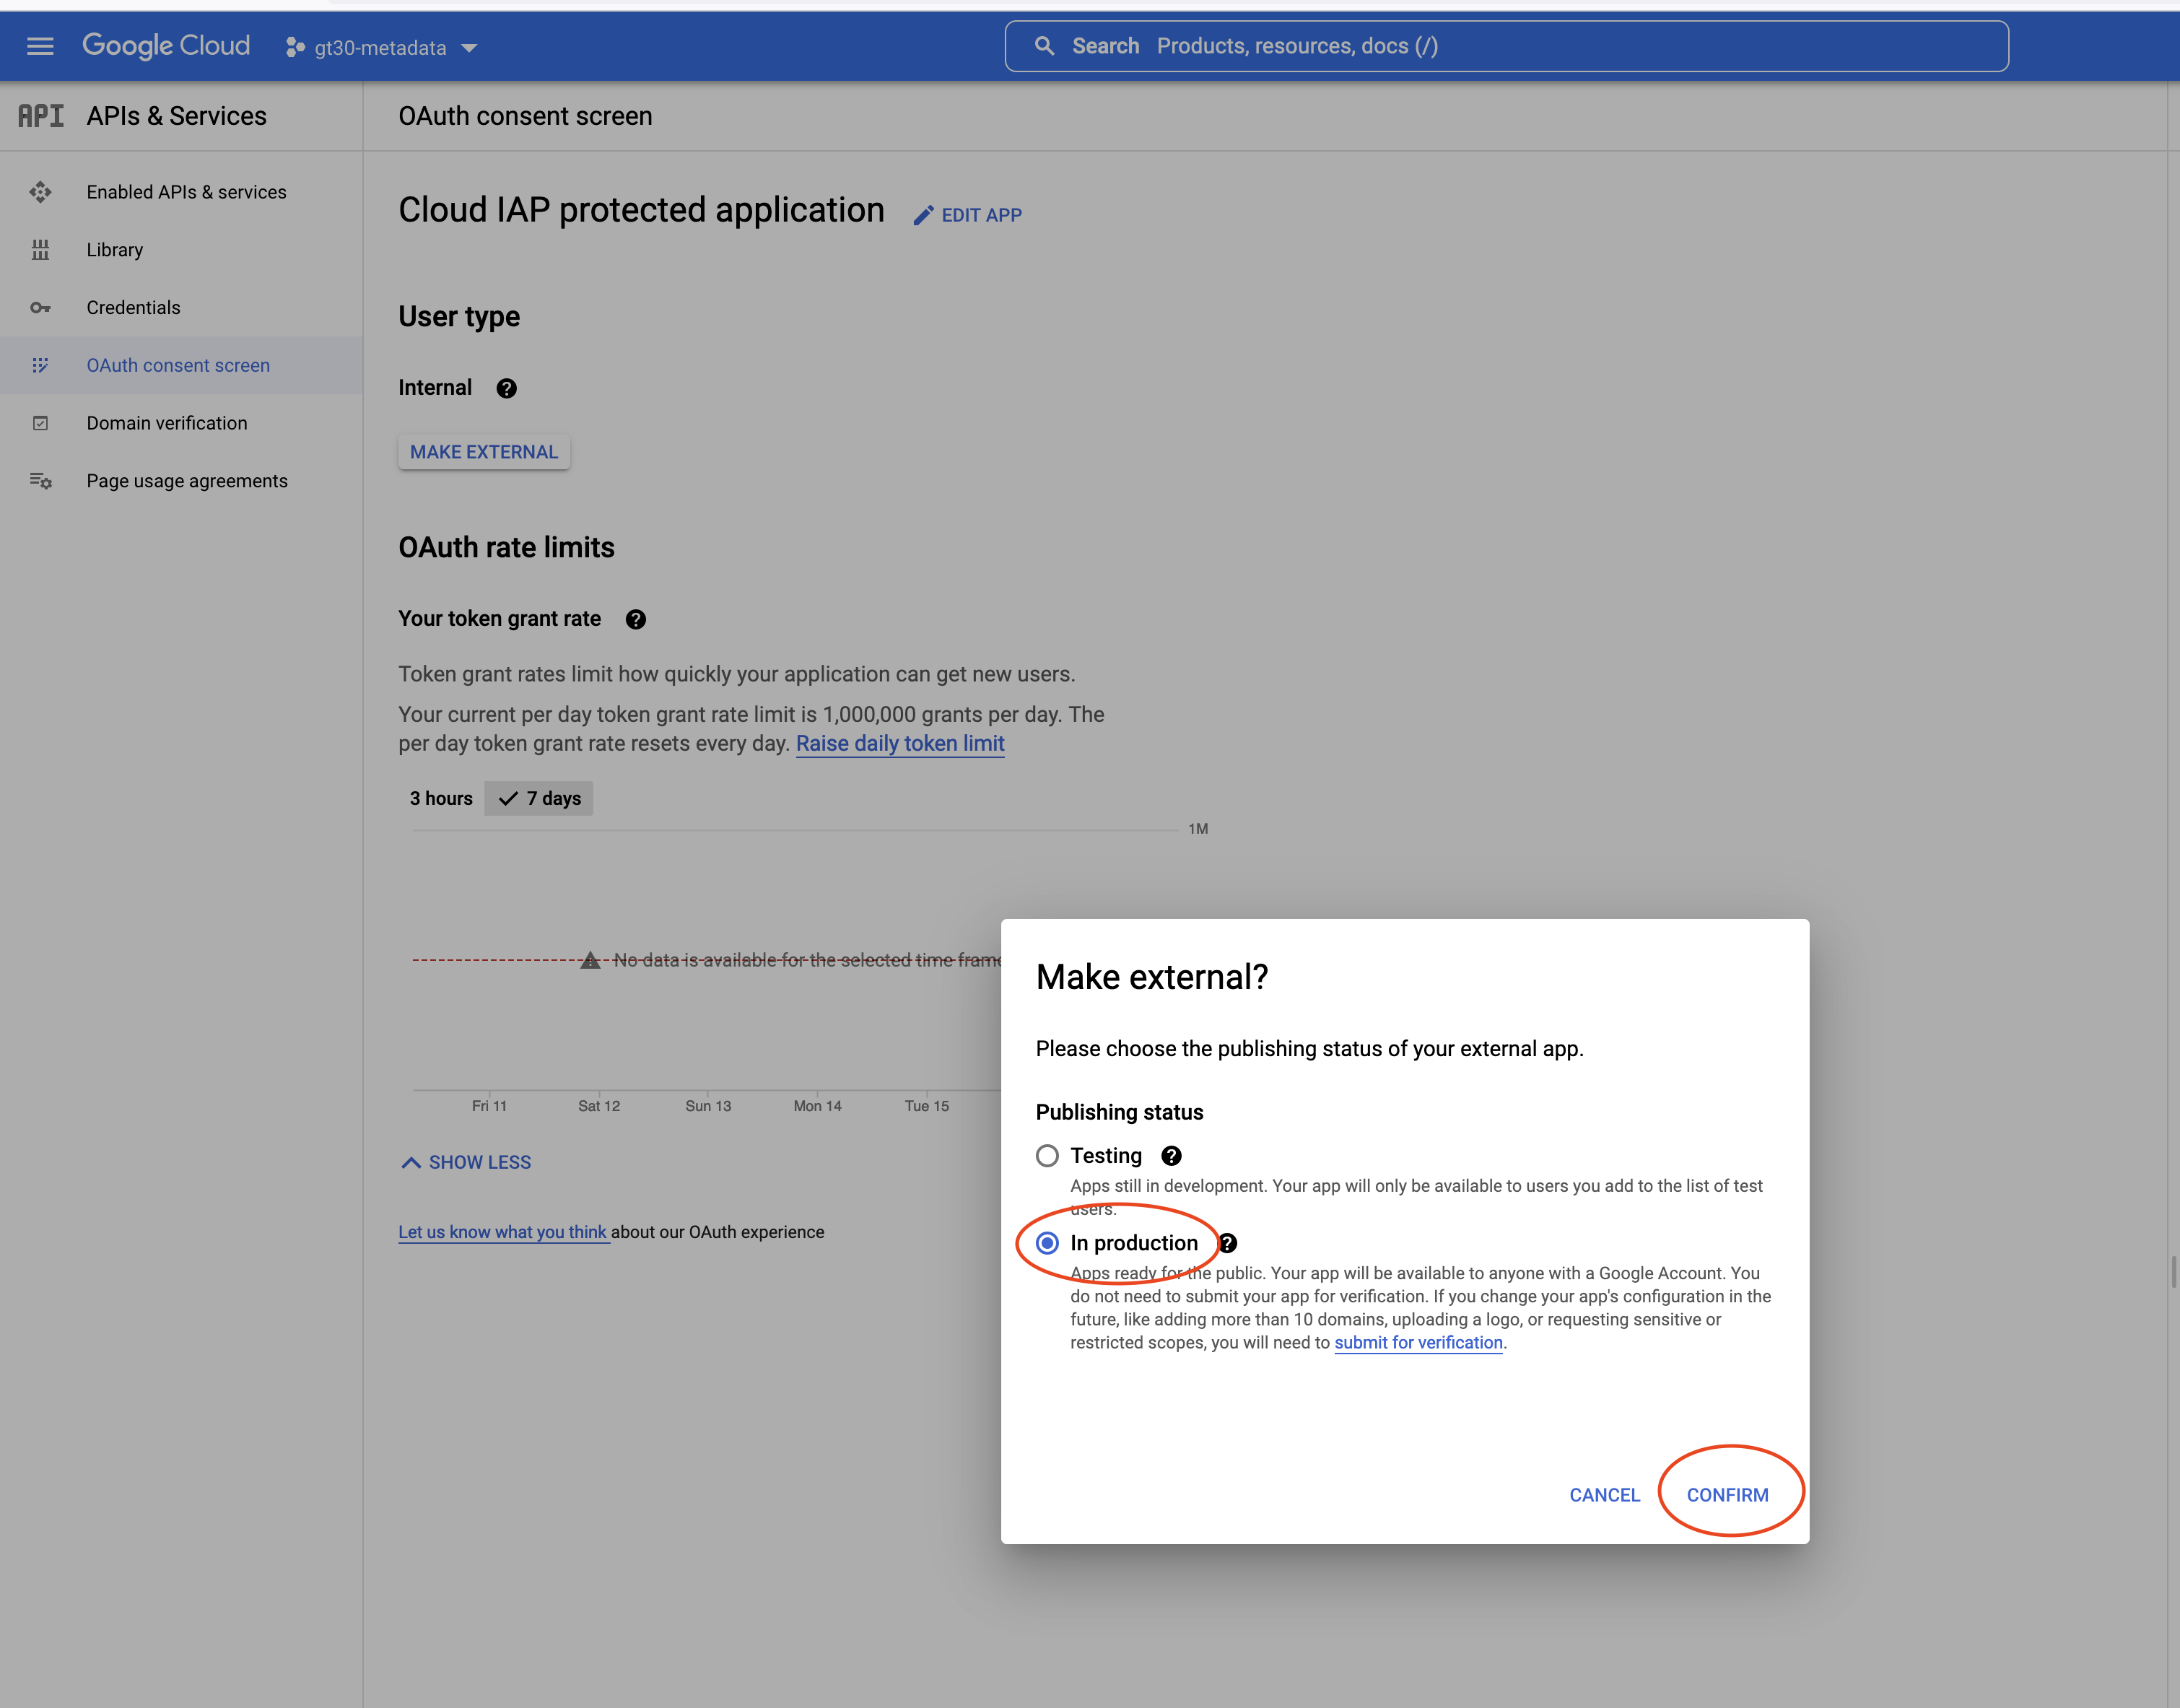 Google Cloud
gt30-metadata
Search Products, resources, docs (/)
API APIs & Services
OAuth consent screen
Enabled APIs & services
Library
Credentials
OAuth consent screen
Domain verification
Page usage agreements
Cloud IAP protected application
EDIT APP
User type
Internal
MAKE EXTERNAL
OAuth rate limits
Your token grant rate
Token grant rates limit how quickly your application can get new users.
Your current per day token grant rate limit is 1,000,000 grants per day. The
per day token grant rate resets every day. Raise daily token limit
3 hours
7 days
1M
No data is available for the selected time frame
Fri 11
Sat 12
Sun 13
Mon 14
Tue 15
SHOW LESS
Let us know what you think about our OAuth experience
Make external?
Please choose the publishing status of your external app.
Publishing status
Testing
Apps still in development. Your app will only be available to users you add to the list of test
users.
In production
Apps ready for the public. Your app will be available to anyone with a Google Account. You
do not need to submit your app for verification. If you change your app's configuration in the
future, like adding more than 10 domains, uploading a logo, or requesting sensitive or
restricted scopes, you will need to submit for verification.
CANCEL
CONFIRM